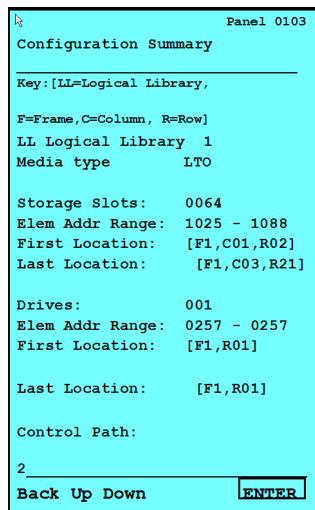 Panel 0103
Configuration Summary
Key:[LL=Logical Library,
F=Frame,C=Column, R=Row]
LL Logical Library 1
Media type LTO
Storage Slots: 0064
Elem Addr Range: 1025 - 1088
First Location: [F1,C01,R02]
Last Location: [F1,C03,R21]
Drives: 001
Elem Addr Range: 0257 - 0257
First Location: [F1,R01]
Last Location: [F1,R01]
Control Path:
2
Back Up Down ENTER